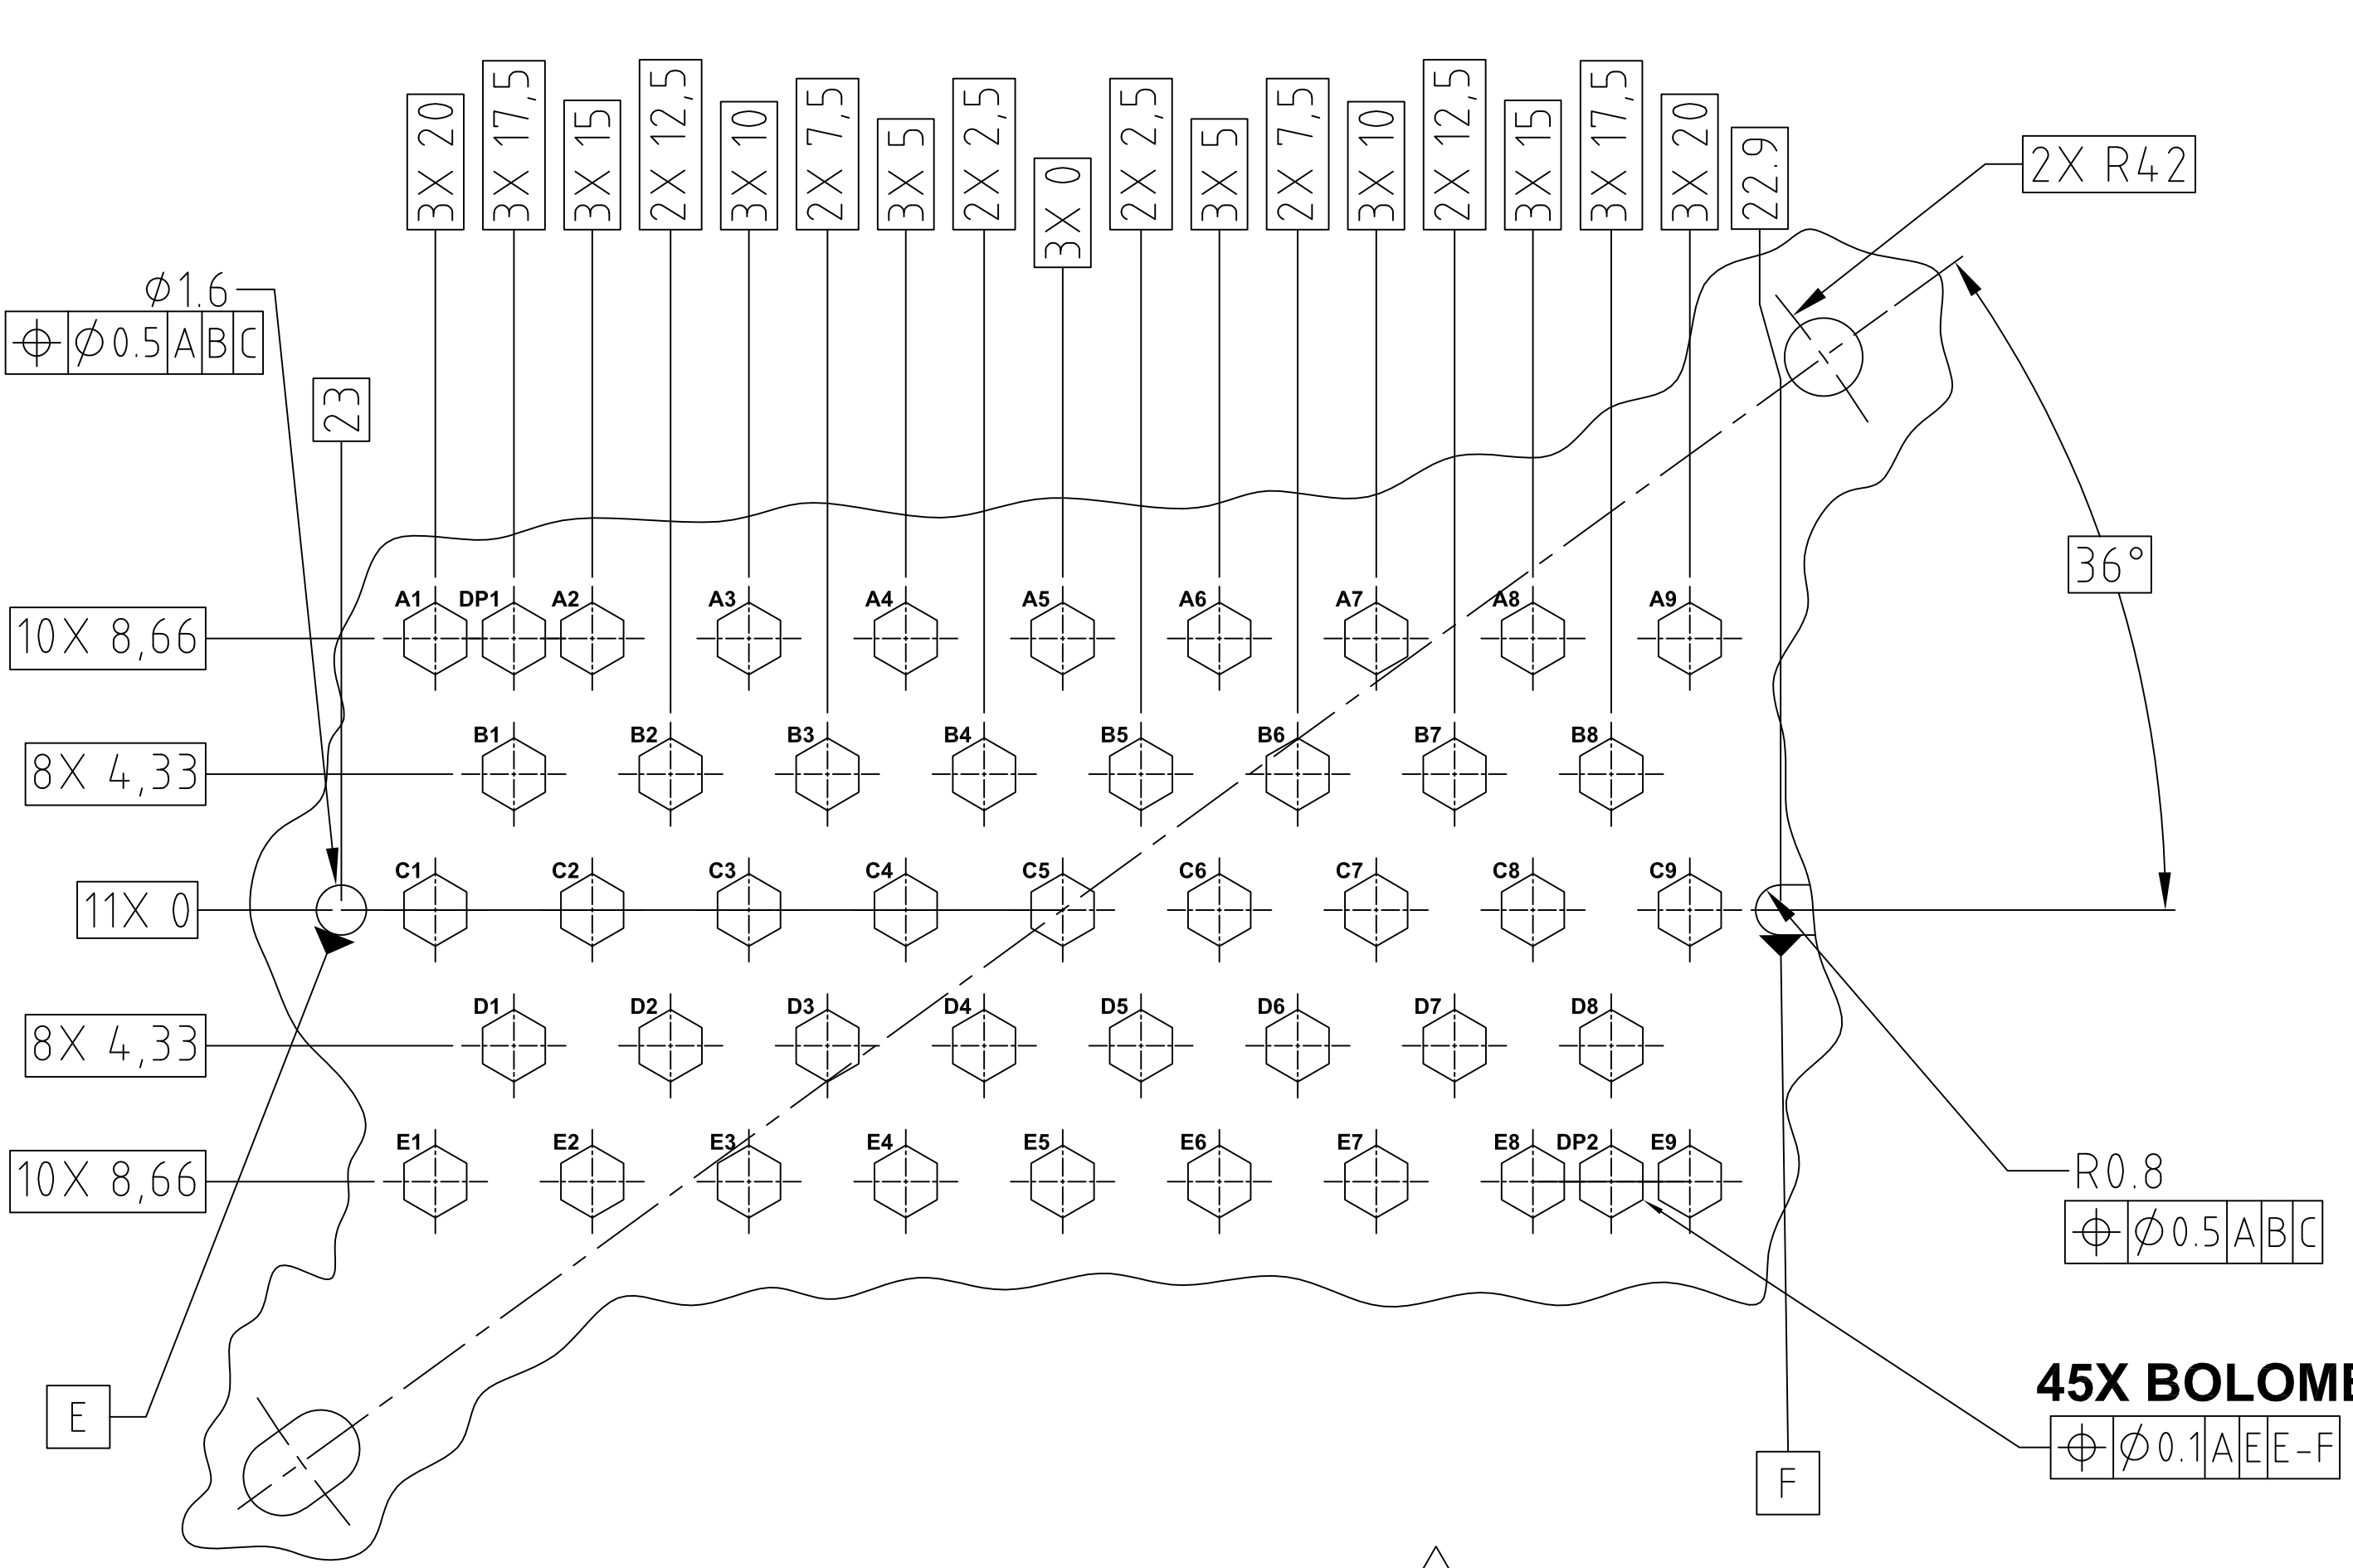 3X 20
3X 17,5
3X 15
2X 12,5
3X 10
2X 7,5
3X 5
2X 2,5
3X 0
2X 2,5
3X 5
2X 7,5
3X 10
2X 12,5
3X 15
3X 17,5
3X 20
22.9
2X R42
⌀1.6
⌖ ⌀0.5 A B C
23
36°
10X 8,66
A1 DP1 A2 A3 A4 A5 A6 A7 A8 A9
8X 4,33
B1 B2 B3 B4 B5 B6 B7 B8
11X 0
C1 C2 C3 C4 C5 C6 C7 C8 C9
8X 4,33
D1 D2 D3 D4 D5 D6 D7 D8
10X 8,66
E1 E2 E3 E4 E5 E6 E7 E8 DP2 E9
R0.8
⌖ ⌀0.5 A B C
45X
⌖ ⌀0.1 A E E-F
E
F